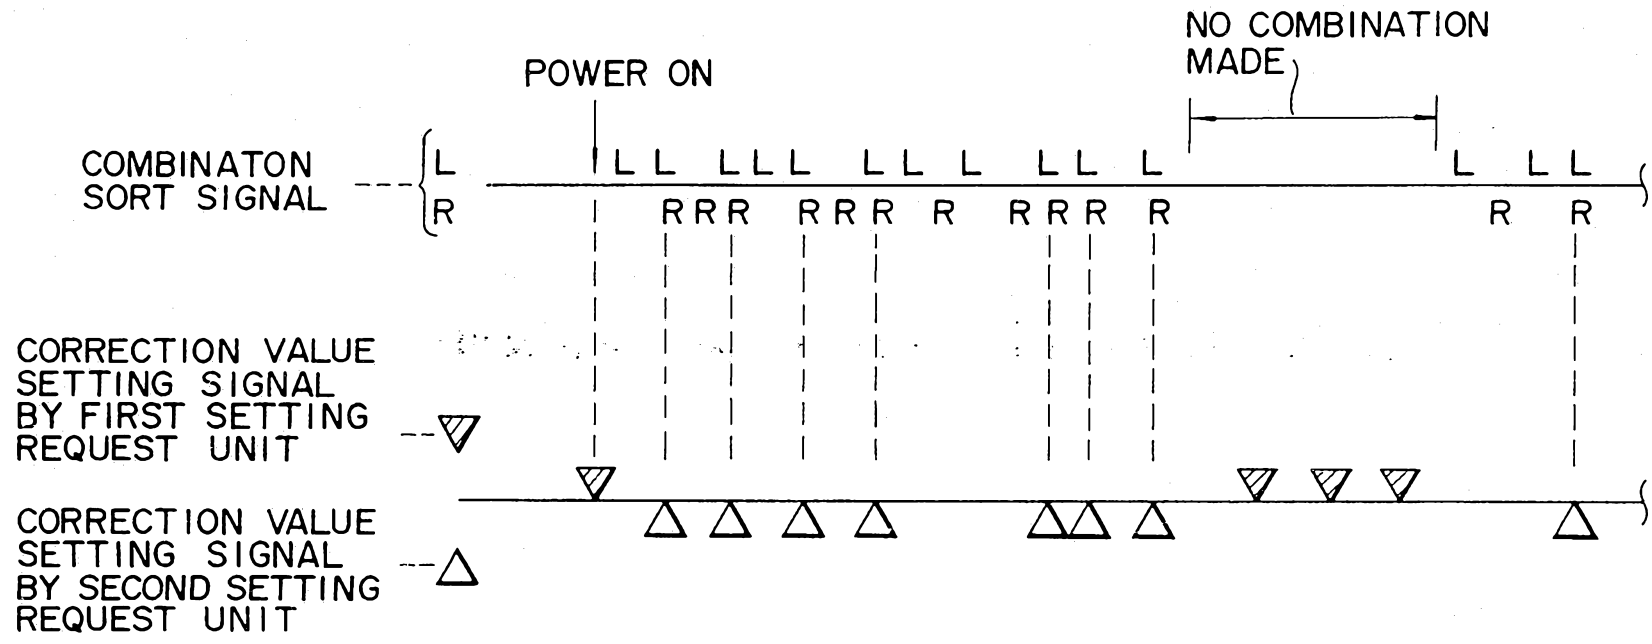 NO COMBINATION
MADE
POWER ON
COMBINATON
SORT SIGNAL
L
L L L L L L L L L L L L L L
R
R R R R R R R R R R R R R R
CORRECTION VALUE
SETTING SIGNAL
BY FIRST SETTING
REQUEST UNIT
CORRECTION VALUE
SETTING SIGNAL
BY SECOND SETTING
REQUEST UNIT